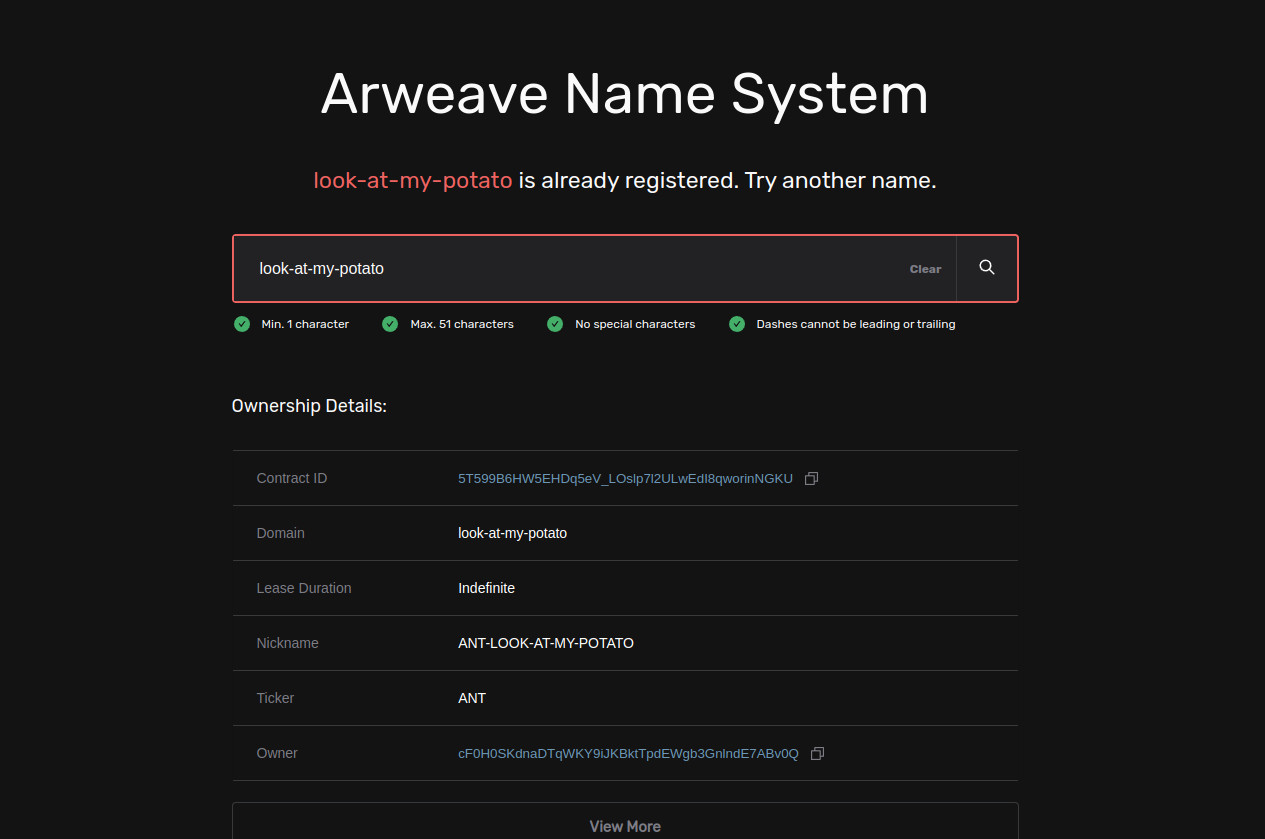 Arweave Name System
look-at-my-potato is already registered. Try another name.
look-at-my-potato Clear
Min. 1 character Max. 51 characters No special characters Dashes cannot be leading or trailing
Ownership Details:
Contract ID 5T599B6HW5EHDq5eV_LOslp7l2ULwEdI8qworinNGKU
Domain look-at-my-potato
Lease Duration Indefinite
Nickname ANT-LOOK-AT-MY-POTATO
Ticker ANT
Owner cF0H0SKdnaDTqWKY9iJKBktTpdEWgb3GnlndE7ABv0Q
View More